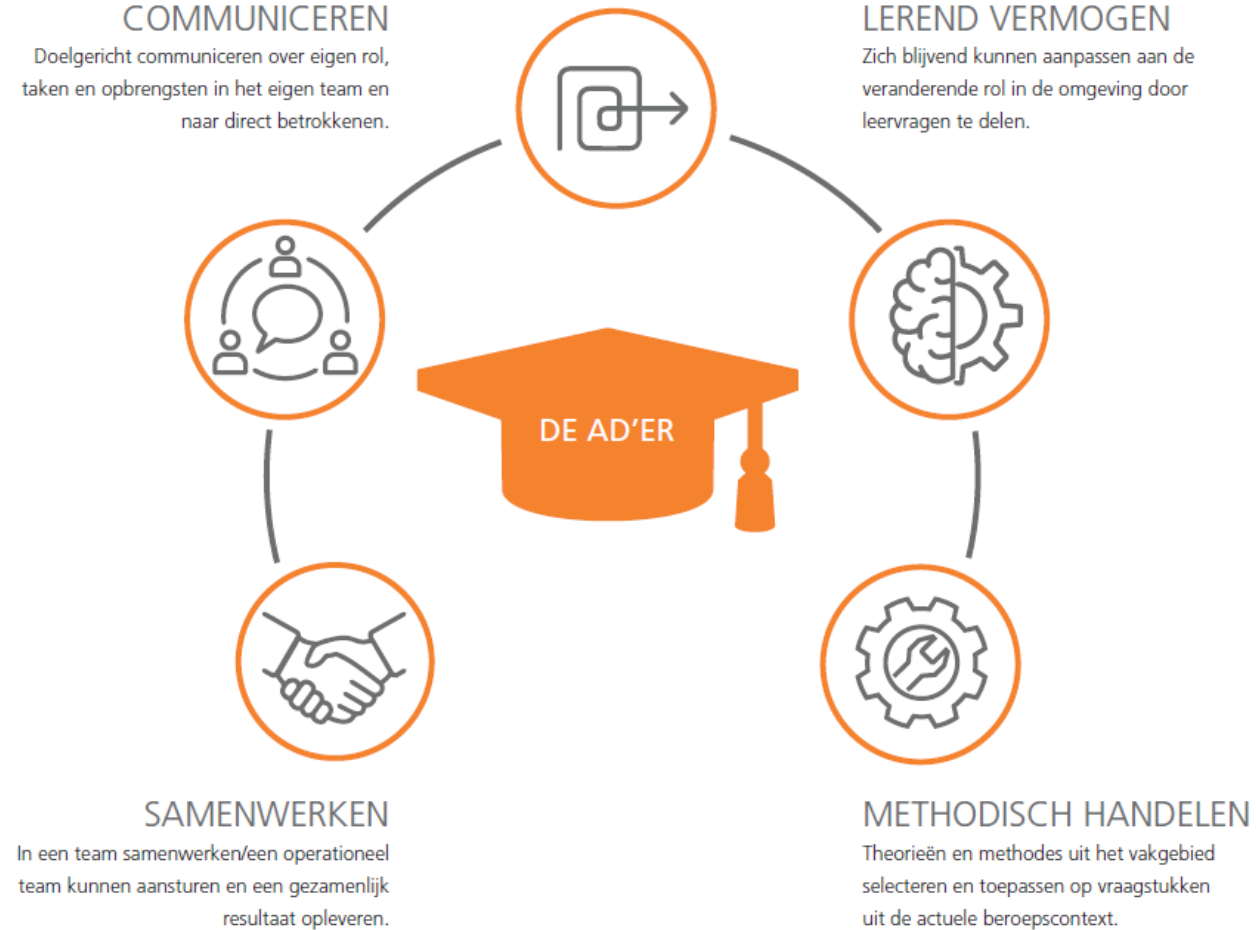 COMMUNICEREN
Doelgericht communiceren over eigen rol,
taken en opbrengsten in het eigen team en
naar direct betrokkenen.
LEREND VERMOGEN
Zich blijvend kunnen aanpassen aan de
veranderende rol in de omgeving door
leervragen te delen.
DE AD'ER
SAMENWERKEN
In een team samenwerken/een operationeel
team kunnen aansturen en een gezamenlijk
resultaat opleveren.
METHODISCH HANDELEN
Theorieën en methodes uit het vakgebied
selecteren en toepassen op vraagstukken
uit de actuele beroepscontext.